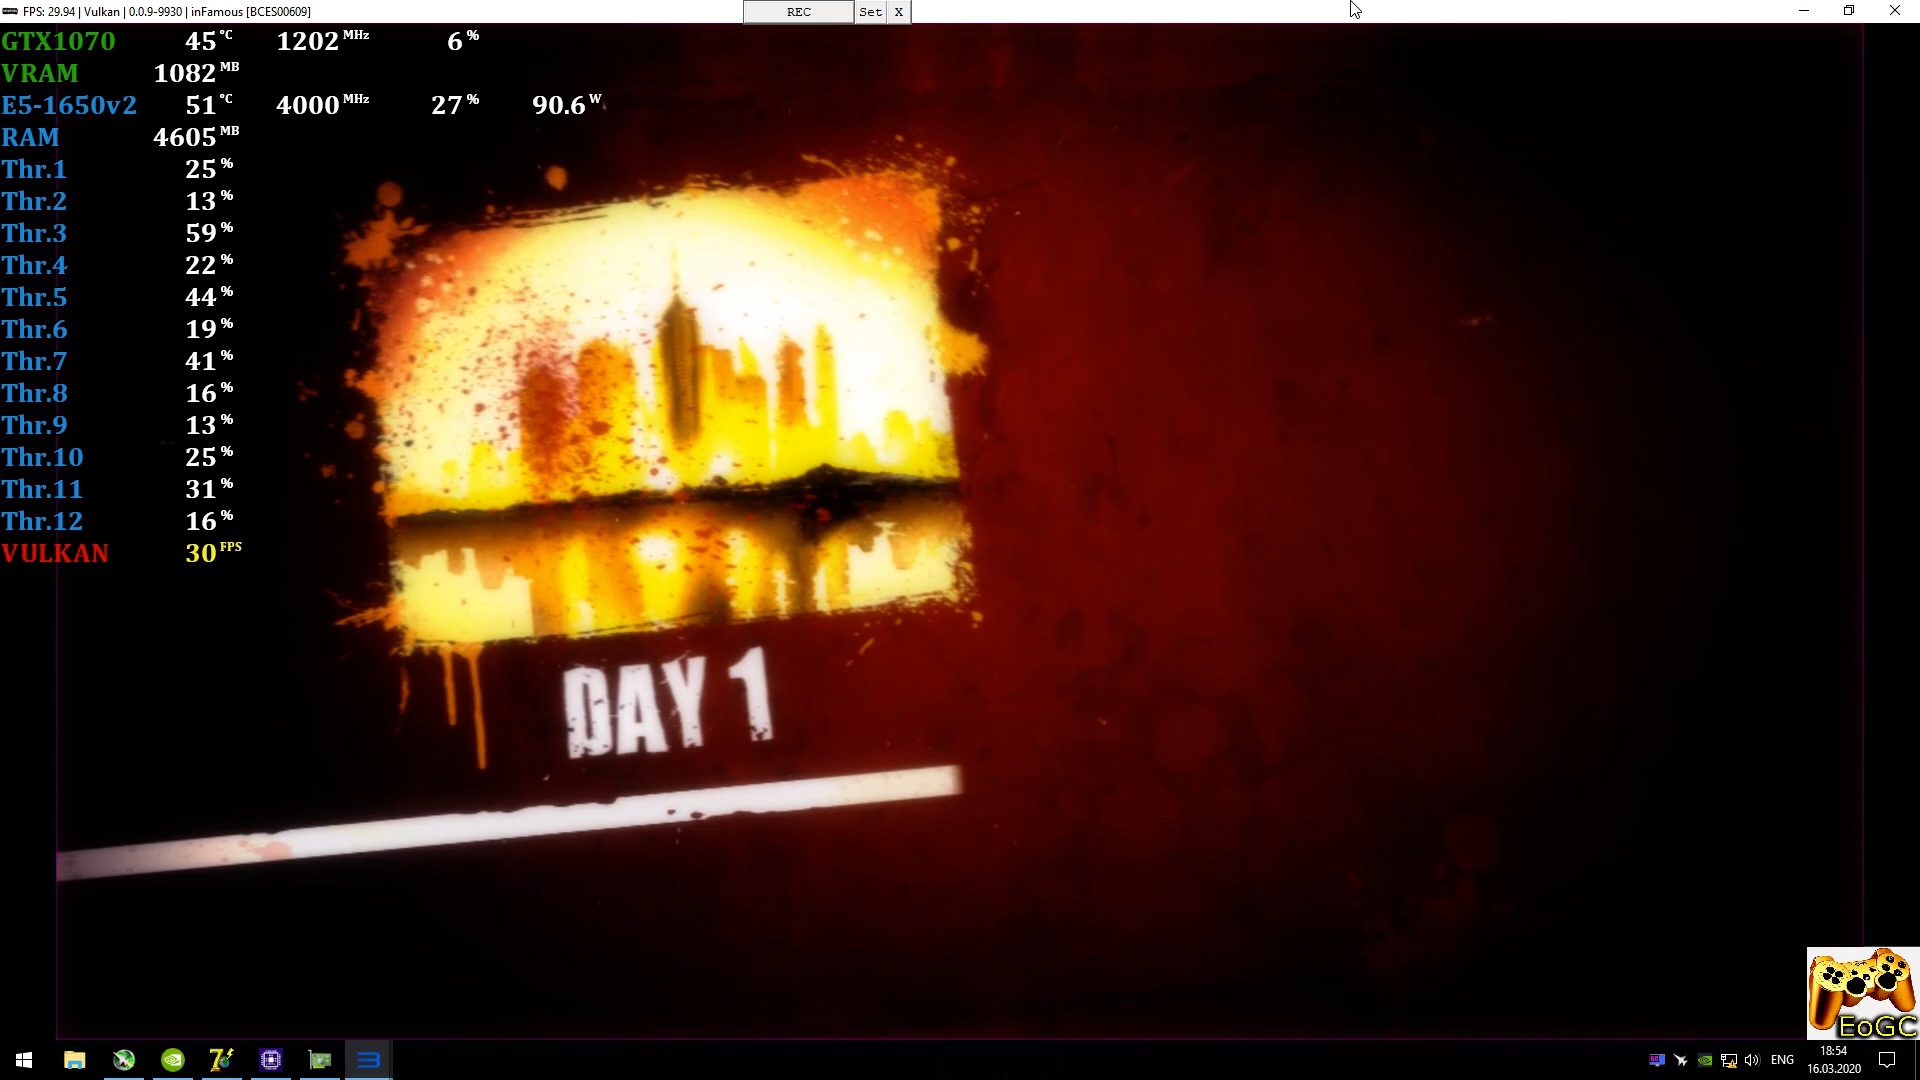 FPS: 29.94 | Vulkan | 0.0.9-9930 | inFamous [BCES00609]
REC Set X
GTX1070 45 °C 1202 MHz 6 %
VRAM 1082 MB
E5-1650v2 51 °C 4000 MHz 27 % 90.6 W
RAM 4605 MB
Thr.1 25 %
Thr.2 13 %
Thr.3 59 %
Thr.4 22 %
Thr.5 44 %
Thr.6 19 %
Thr.7 41 %
Thr.8 16 %
Thr.9 13 %
Thr.10 25 %
Thr.11 31 %
Thr.12 16 %
VULKAN 30 FPS
DAY 1
EoGC
ENG
18:54
16.03.2020